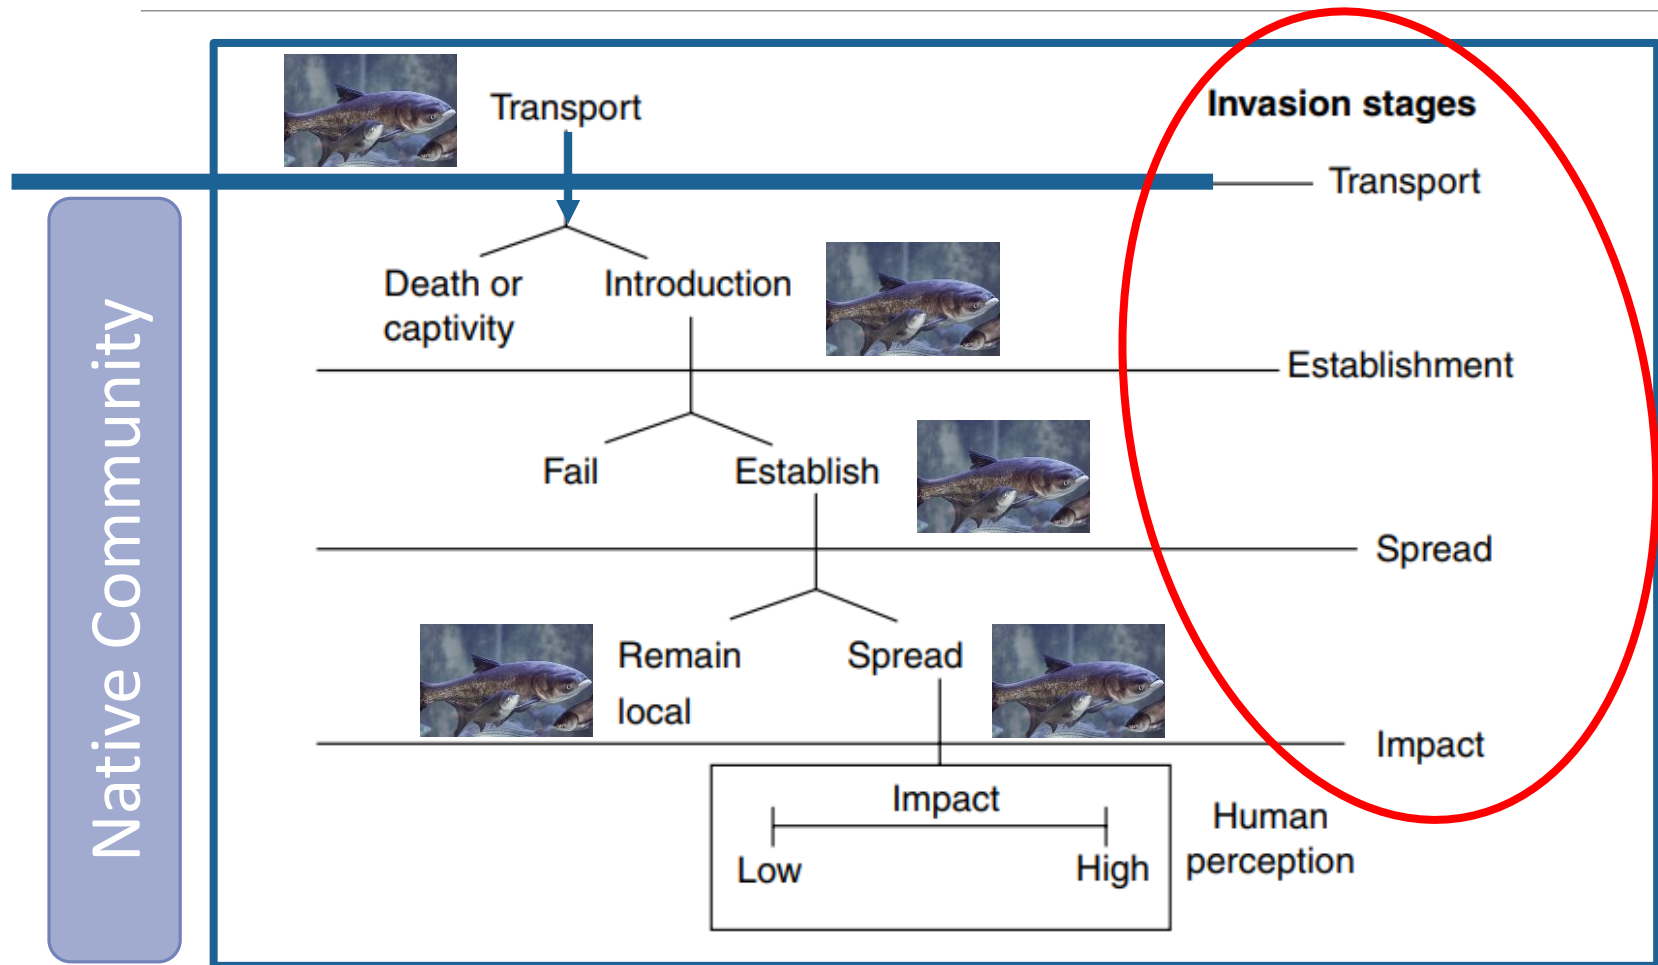 Transport
Invasion stages
Transport
Death or
captivity
Introduction
Establishment
Fail
Establish
Spread
Remain
local
Spread
Impact
Impact
Low
High
Human
perception
Native Community